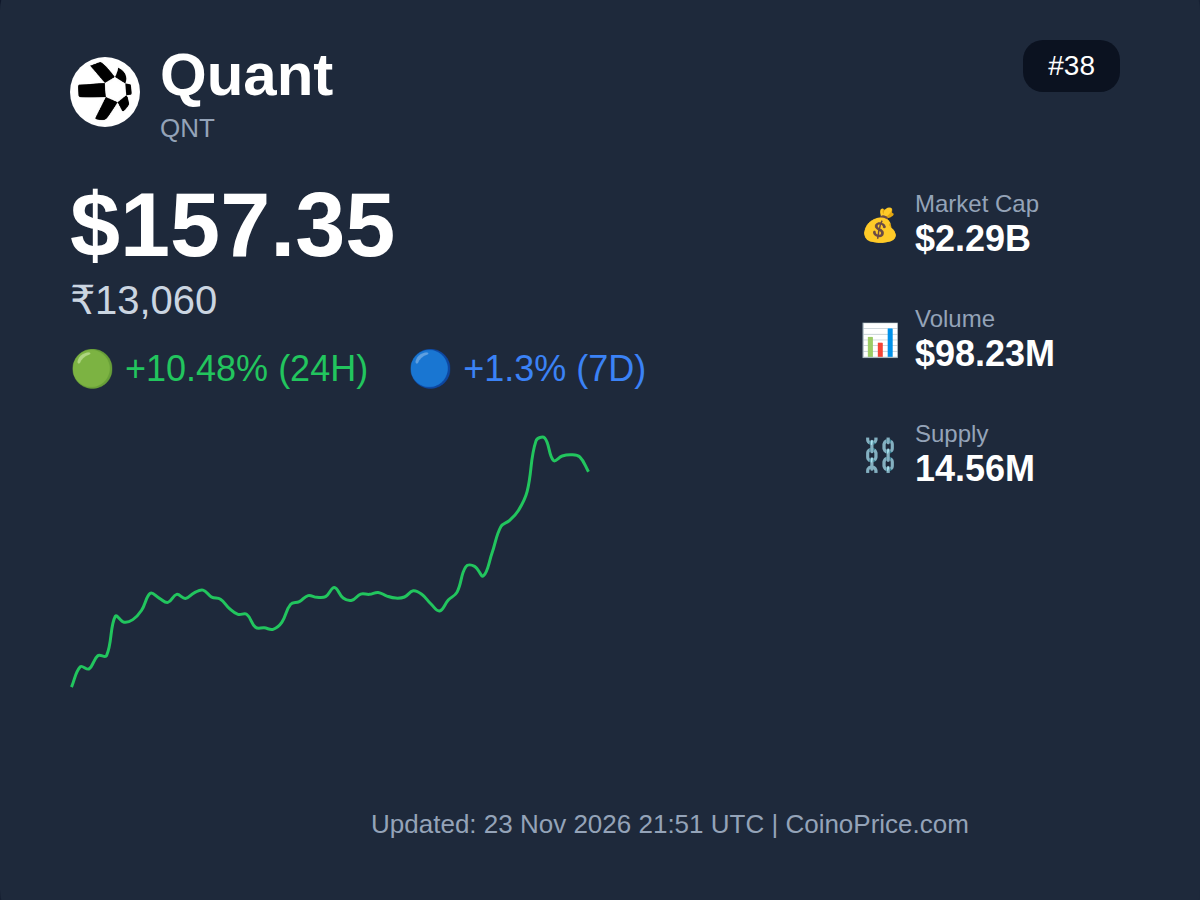 Quant
QNT
#38
$157.35
₹13,060
+10.48% (24H) +1.3% (7D)
Market Cap
$2.29B
Volume
$98.23M
Supply
14.56M
Updated: 23 Nov 2026 21:51 UTC | CoinoPrice.com